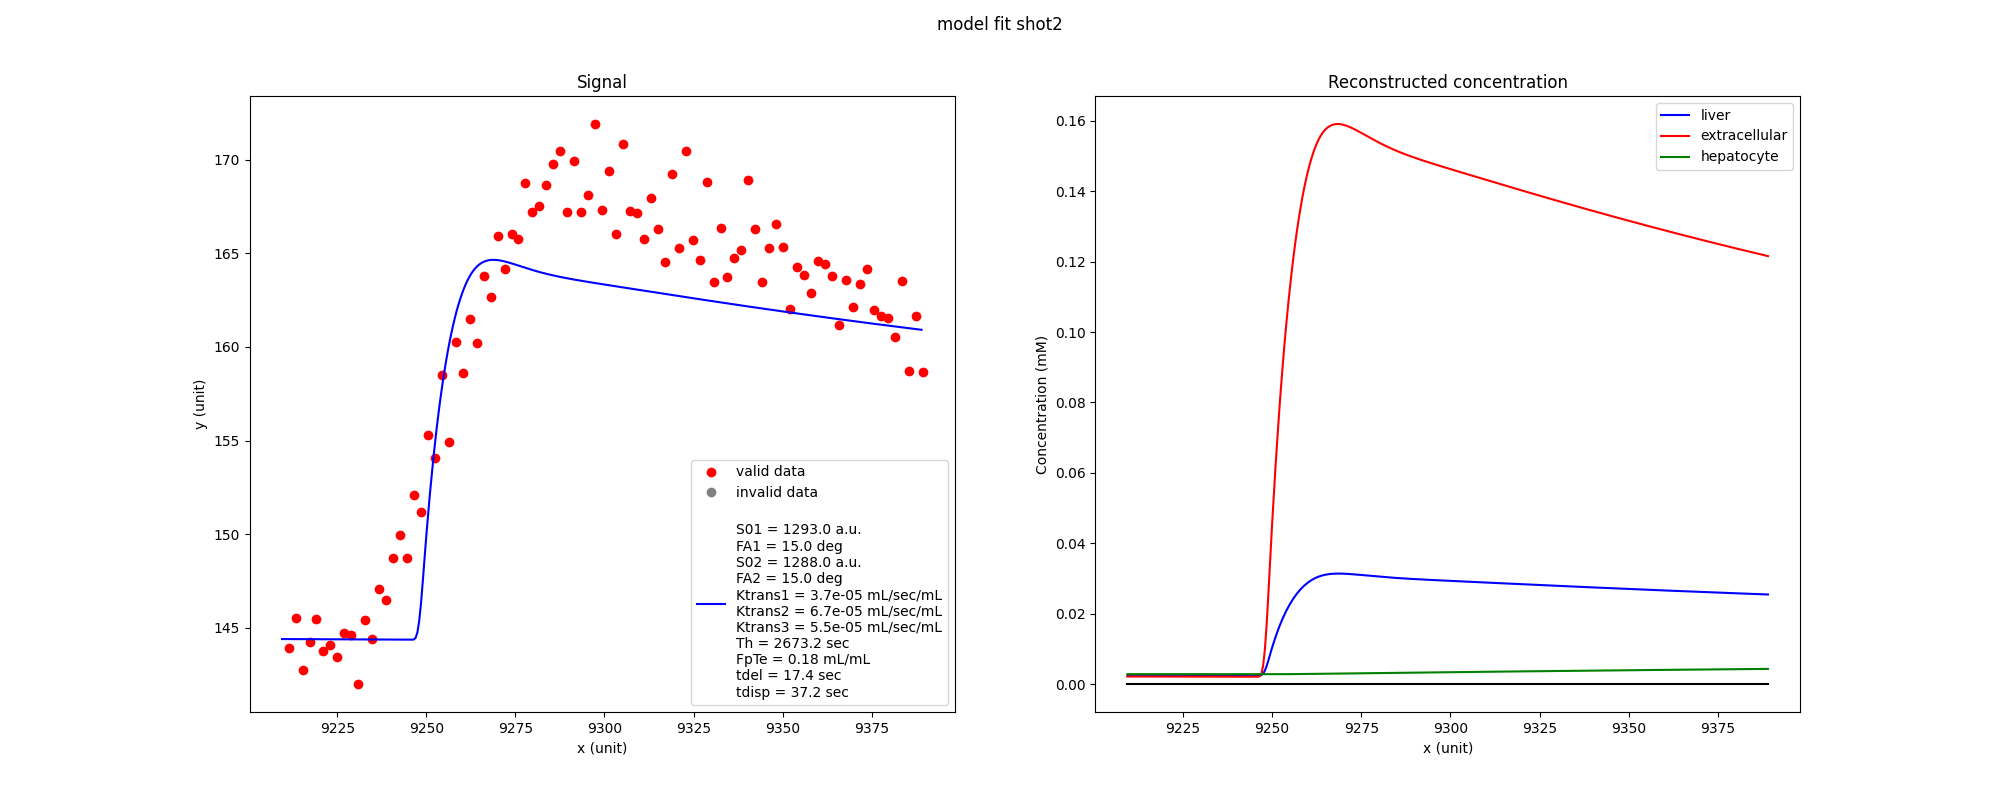 model fit shot2
Signal
y (unit)
170
165
160
155
150
145
9225 9250 9275 9300 9325 9350 9375
x (unit)
valid data
invalid data
S01 = 1293.0 a.u.
FA1 = 15.0 deg
S02 = 1288.0 a.u.
FA2 = 15.0 deg
Ktrans1 = 3.7e-05 mL/sec/mL
Ktrans2 = 6.7e-05 mL/sec/mL
Ktrans3 = 5.5e-05 mL/sec/mL
Th = 2673.2 sec
FpTe = 0.18 mL/mL
tdel = 17.4 sec
tdisp = 37.2 sec
Reconstructed concentration
Concentration (mM)
0.16
0.14
0.12
0.10
0.08
0.06
0.04
0.02
0.00
9225 9250 9275 9300 9325 9350 9375
x (unit)
liver
extracellular
hepatocyte